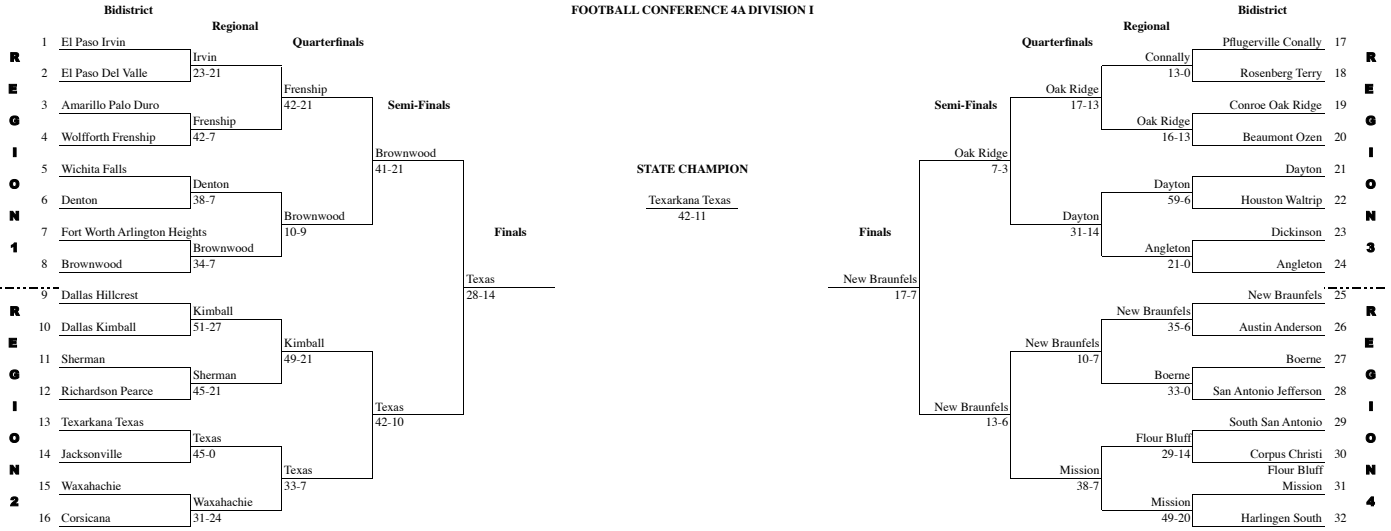 FOOTBALL CONFERENCE 4A DIVISION I
Bidistrict
Regional
Quarterfinals
Semi-Finals
Finals
REGION 1
1 El Paso Irvin
2 El Paso Del Valle
3 Amarillo Palo Duro
4 Wolfforth Frenship
5 Wichita Falls
6 Denton
7 Fort Worth Arlington Heights
8 Brownwood
REGION 2
9 Dallas Hillcrest
10 Dallas Kimball
11 Sherman
12 Richardson Pearce
13 Texarkana Texas
14 Jacksonville
15 Waxahachie
16 Corsicana
Irvin
23-21
Frenship
42-7
Denton
38-7
Brownwood
34-7
Kimball
51-27
Sherman
45-21
Texas
45-0
Waxahachie
31-24
Frenship
42-21
Brownwood
10-9
Kimball
49-21
Texas
33-7
Brownwood
41-21
Texas
42-10
Texas
28-14
STATE CHAMPION
Texarkana Texas
42-11
Bidistrict
Regional
Quarterfinals
Semi-Finals
Finals
New Braunfels
17-7
Oak Ridge
7-3
New Braunfels
13-6
Oak Ridge
17-13
Dayton
31-14
New Braunfels
10-7
Mission
38-7
Connally
13-0
Oak Ridge
16-13
Dayton
59-6
Angleton
21-0
New Braunfels
35-6
Boerne
33-0
Flour Bluff
29-14
Mission
49-20
REGION 3
Pflugerville Conally 17
Rosenberg Terry 18
Conroe Oak Ridge 19
Beaumont Ozen 20
Dayton 21
Houston Waltrip 22
Dickinson 23
Angleton 24
REGION 4
New Braunfels 25
Austin Anderson 26
Boerne 27
San Antonio Jefferson 28
South San Antonio 29
Corpus Christi 30
Flour Bluff
Mission 31
Harlingen South 32